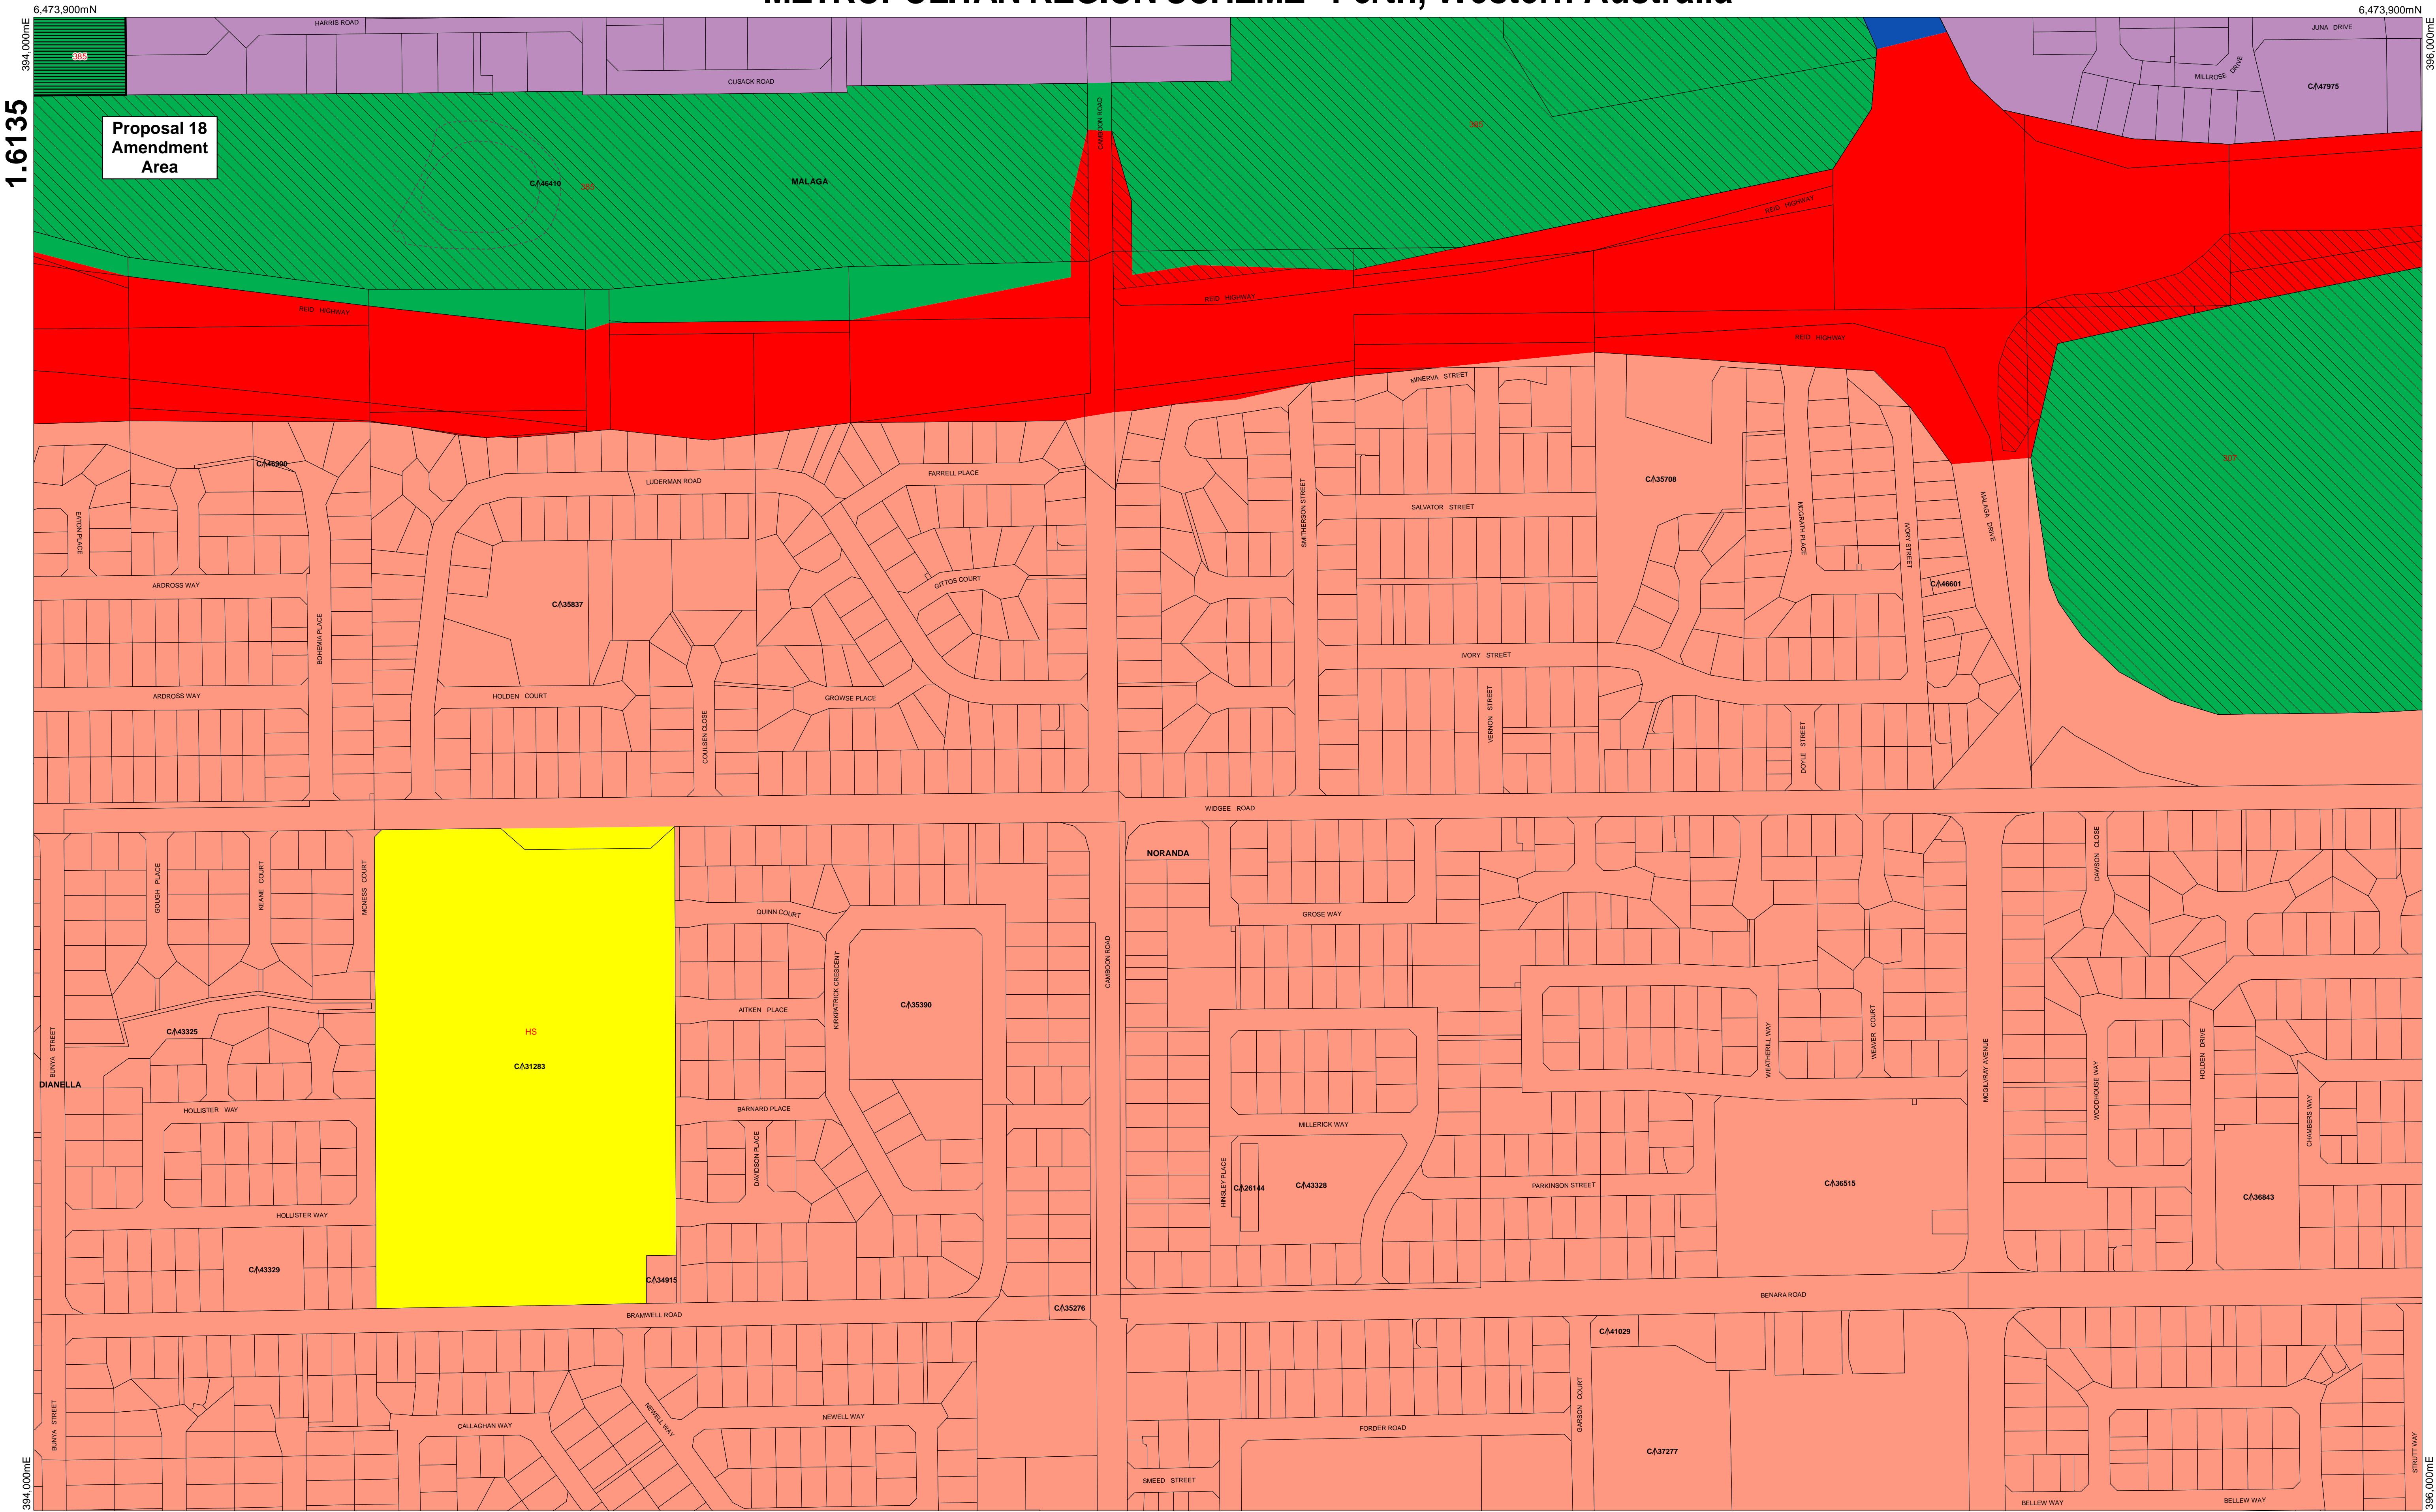 METROPOLITAN REGION SCHEME - Perth, Western Australia
6,473,900mN
6,473,900mN
394,000mE
396,000mE
1.6135
HARRIS ROAD
JUNA DRIVE
385
CUSACK ROAD
MILLROSE DRIVE
47975
Proposal 18
Amendment
Area
CAMBOON ROAD
385
46410
385
MALAGA
REID HIGHWAY
REID HIGHWAY
REID HIGHWAY
REID HIGHWAY
MINERVA STREET
46900
FARRELL PLACE
307
LUDERMAN ROAD
35708
SALVATOR STREET
EATON PLACE
SMITHERSON STREET
MCGRATH PLACE
IVORY STREET
MALAGA DRIVE
ARDROSS WAY
GITTOS COURT
46601
35837
BOHEMIA PLACE
IVORY STREET
ARDROSS WAY
HOLDEN COURT
GROWSE PLACE
COULSEN CLOSE
VERNON STREET
DOYLE STREET
WIDGEE ROAD
NORANDA
GOUGH PLACE
KEANE COURT
MCNESS COURT
DAWSON CLOSE
QUINN COURT
GROSE WAY
KIRKPATRICK CRESCENT
CAMBOON ROAD
35390
AITKEN PLACE
HS
43325
BUNYA STREET
WEATHERILL WAY
WEAVER COURT
MCGILVRAY AVENUE
WOODHOUSE WAY
HOLDEN DRIVE
31283
DIANELLA
HOLLISTER WAY
BARNARD PLACE
MILLERICK WAY
CHAMBERS WAY
DAVIDSON PLACE
HINSLEY PLACE
26144
43328
PARKINSON STREET
36515
36843
HOLLISTER WAY
43329
34915
BENARA ROAD
35276
BRAMWELL ROAD
41029
BUNYA STREET
CALLAGHAN WAY
NEWELL WAY
NEWELL WAY
GARSON COURT
FORDER ROAD
37277
STRUTT WAY
SMEED STREET
BELLEW WAY
BELLEW WAY
394,000mE
396,000mE